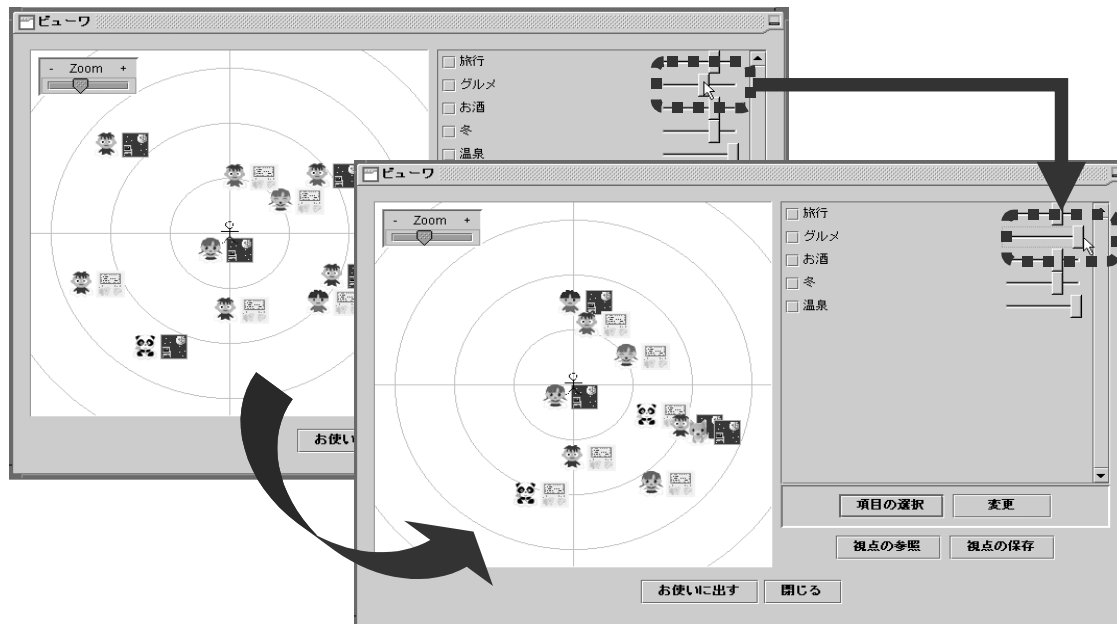 ビューワ
- Zoom +
旅行
グルメ
お酒
冬
温泉
お使い
ビューワ
- Zoom +
旅行
グルメ
お酒
冬
温泉
項目の選択
変更
視点の参照
視点の保存
お使いに出す
閉じる